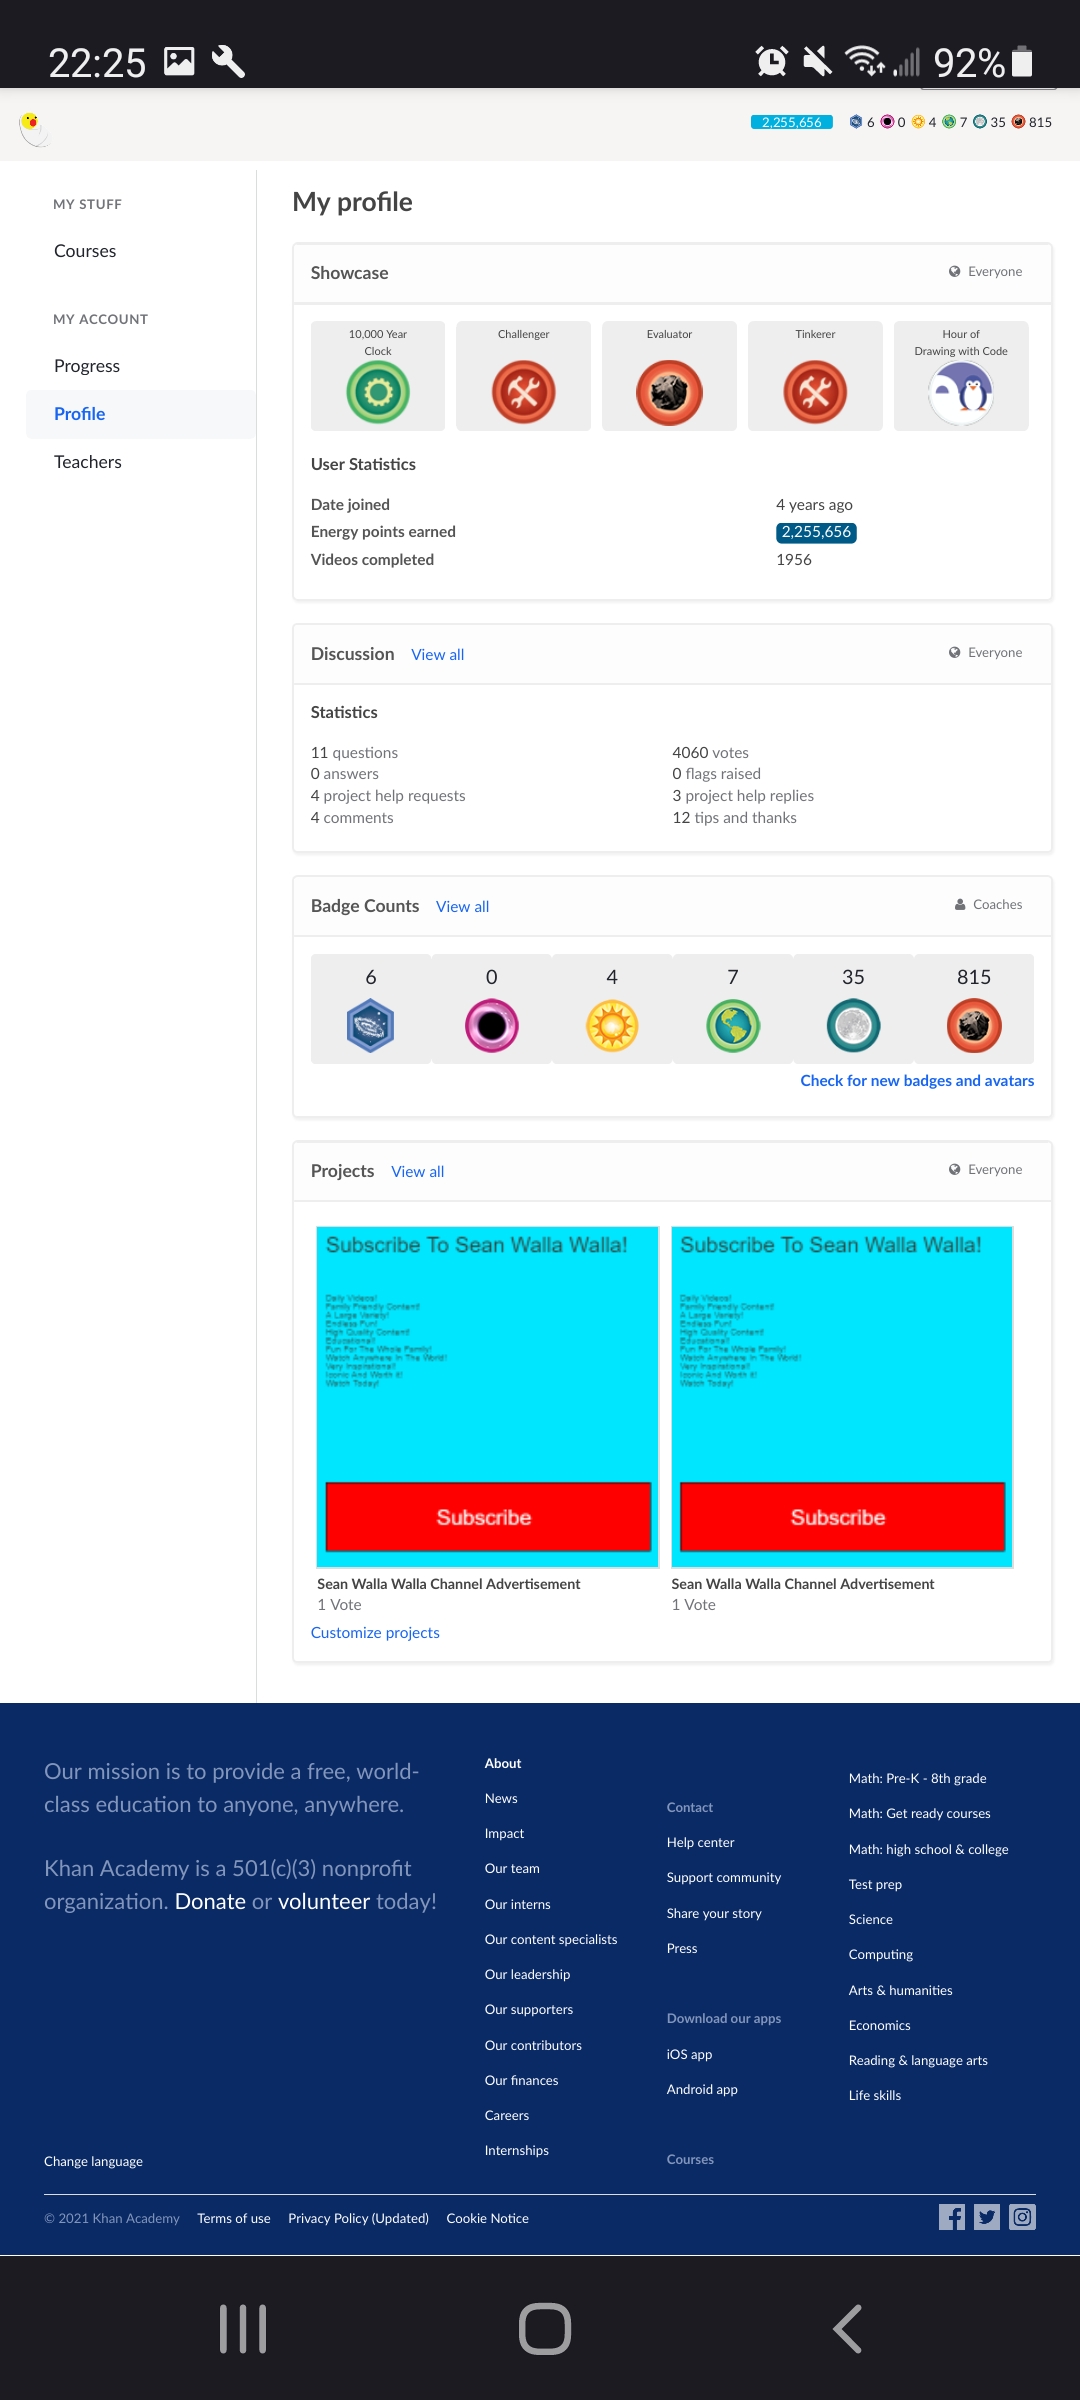 22:25
92%
2,255,656 6 0 4 7 35 815
MY STUFF
Courses
MY ACCOUNT
Progress
Profile
Teachers
My profile
Showcase
Everyone
10,000 Year
Clock
Challenger
Evaluator
Tinkerer
Hour of
Drawing with Code
User Statistics
Date joined 4 years ago
Energy points earned 2,255,656
Videos completed 1956
Discussion View all
Everyone
Statistics
11 questions
0 answers
4 project help requests
4 comments
4060 votes
0 flags raised
3 project help replies
12 tips and thanks
Badge Counts View all
Coaches
6 0 4 7 35 815
Check for new badges and avatars
Projects View all
Everyone
Subscribe To Sean Walla Walla!
Daily Videos!
Family Friendly Content!
A Large Variety!
Endless Fun!
High Quality Content!
Educational!
Fun For The Whole Family!
Watch Anywhere In The World!
Very Inspirational!
Iconic And Worth it!
Watch Today!
Subscribe
Sean Walla Walla Channel Advertisement
1 Vote
Subscribe To Sean Walla Walla!
Daily Videos!
Family Friendly Content!
A Large Variety!
Endless Fun!
High Quality Content!
Educational!
Fun For The Whole Family!
Watch Anywhere In The World!
Very Inspirational!
Iconic And Worth it!
Watch Today!
Subscribe
Sean Walla Walla Channel Advertisement
1 Vote
Customize projects
Our mission is to provide a free, world-
class education to anyone, anywhere.
Khan Academy is a 501(c)(3) nonprofit
organization. Donate or volunteer today!
Change language
About
News
Impact
Our team
Our interns
Our content specialists
Our leadership
Our supporters
Our contributors
Our finances
Careers
Internships
Contact
Help center
Support community
Share your story
Press
Download our apps
iOS app
Android app
Courses
Math: Pre-K - 8th grade
Math: Get ready courses
Math: high school & college
Test prep
Science
Computing
Arts & humanities
Economics
Reading & language arts
Life skills
© 2021 Khan Academy Terms of use Privacy Policy (Updated) Cookie Notice